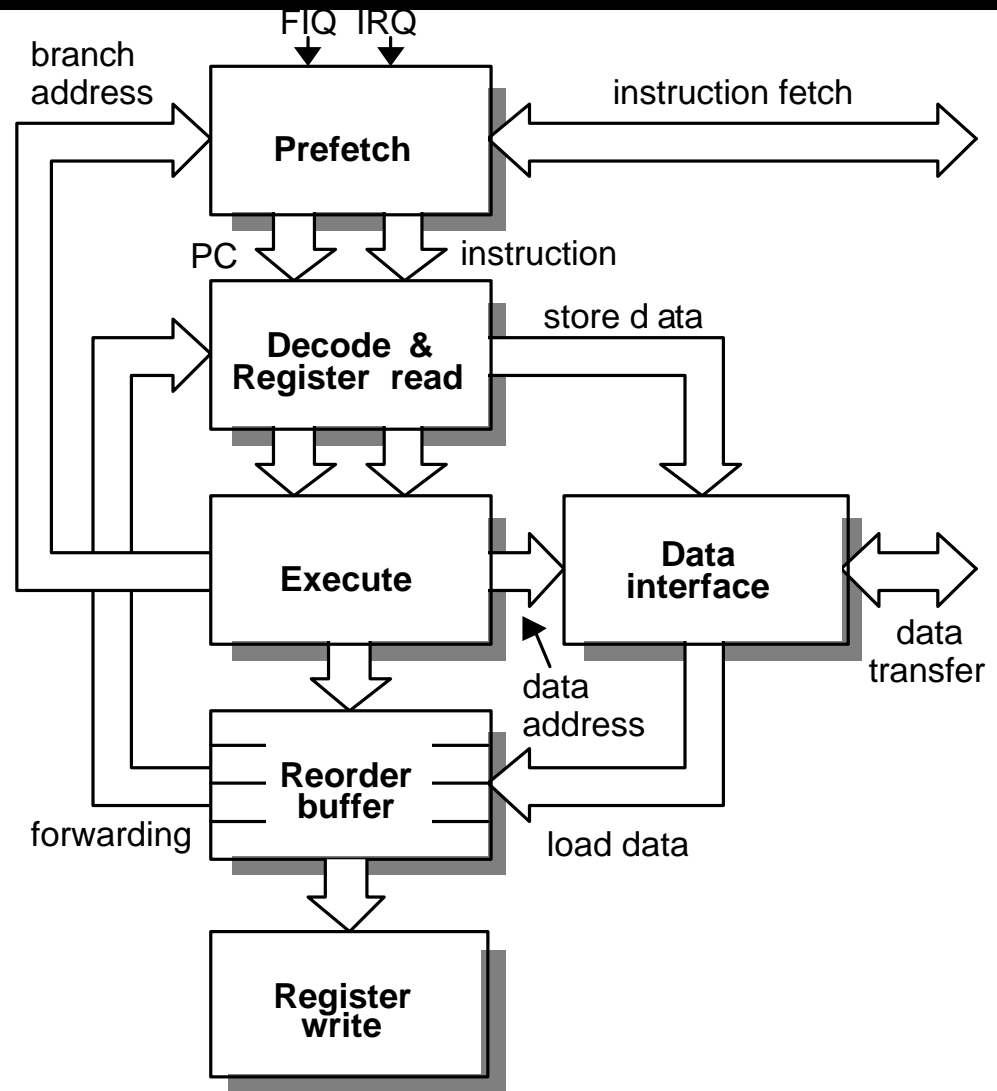 FIQ IRQ
branch
address
instruction fetch
Prefetch
PC
instruction
store d ata
Decode &
Register read
Execute
Data
interface
data
transfer
data
address
Reorder
buffer
forwarding
load data
Register
write